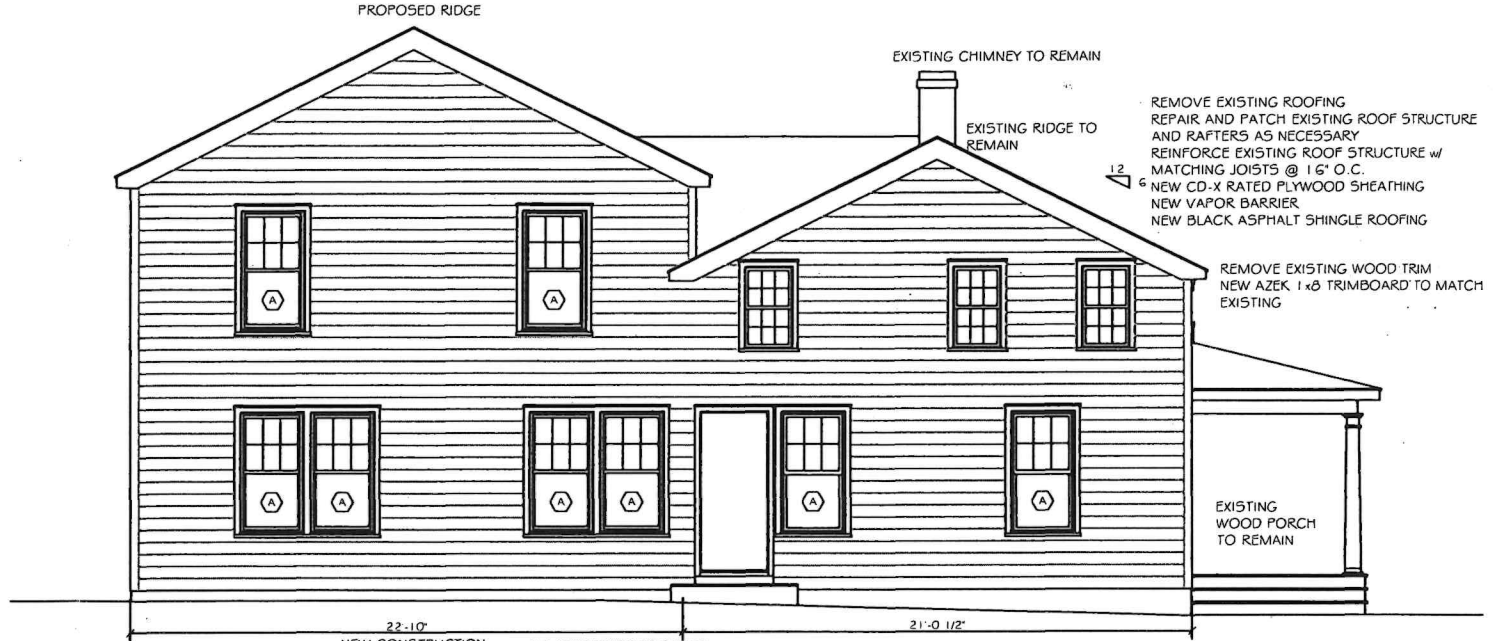 PROPOSED RIDGE
EXISTING CHIMNEY TO REMAIN
REMOVE EXISTING ROOFING
REPAIR AND PATCH EXISTING ROOF STRUCTURE
AND RAFTERS AS NECESSARY
REINFORCE EXISTING ROOF STRUCTURE w/
MATCHING JOISTS @ 16" O.C.
NEW CD-X RATED PLYWOOD SHEATHING
NEW VAPOR BARRIER
NEW BLACK ASPHALT SHINGLE ROOFING
EXISTING RIDGE TO
REMAIN
12
6
REMOVE EXISTING WOOD TRIM
NEW AZEK 1x8 TRIMBOARD TO MATCH
EXISTING
A
A
A
A
A
A
A
A
EXISTING
WOOD PORCH
TO REMAIN
22'-10"
21'-0 1/2"
NEW CONSTRUCTION